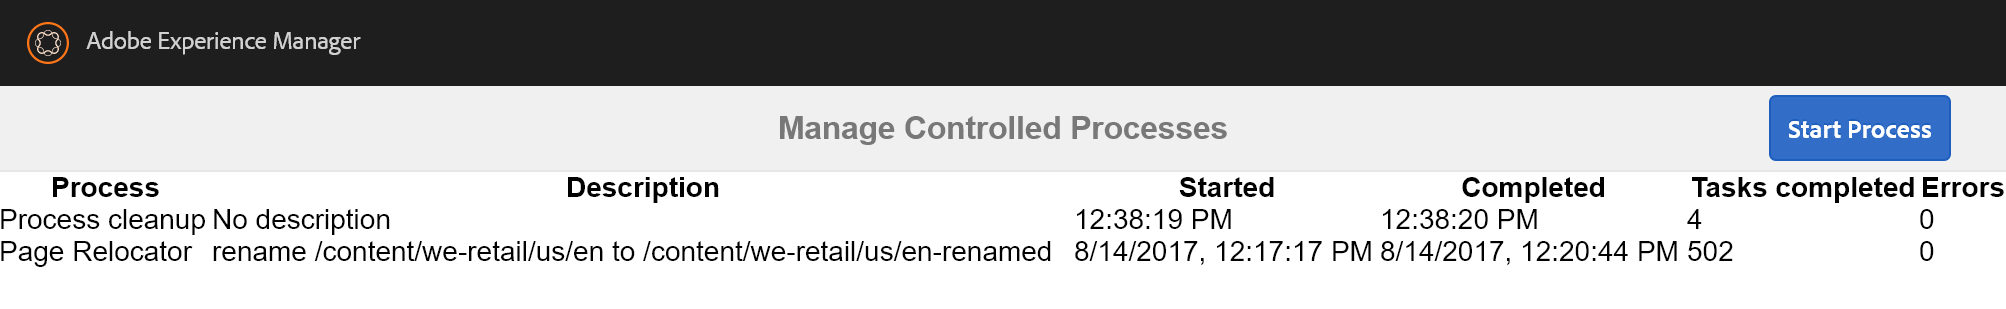 Adobe Experience Manager
Manage Controlled Processes
Start Process
Process Description Started Completed Tasks completed Errors
Process cleanup No description 12:38:19 PM 12:38:20 PM 4 0
Page Relocator rename /content/we-retail/us/en to /content/we-retail/us/en-renamed 8/14/2017, 12:17:17 PM 8/14/2017, 12:20:44 PM 502 0